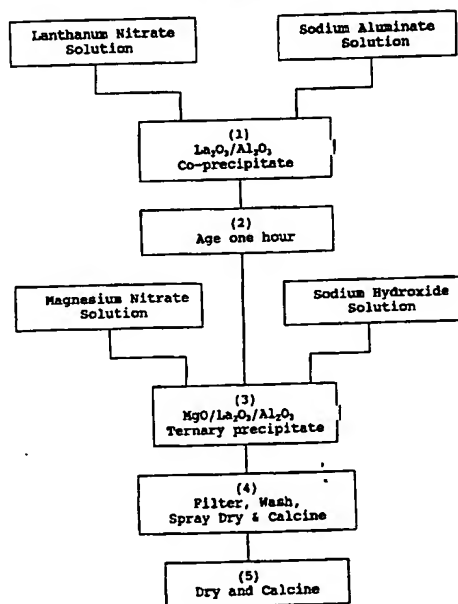 Lanthanum Nitrate
Solution
Sodium Aluminate
Solution
(1)
La₂O₃/Al₂O₃
Co-precipitate
(2)
Age one hour
Magnesium Nitrate
Solution
Sodium Hydroxide
Solution
(3)
MgO/La₂O₃/Al₂O₃
Ternary precipitate
(4)
Filter, Wash,
Spray Dry & Calcine
(5)
Dry and Calcine